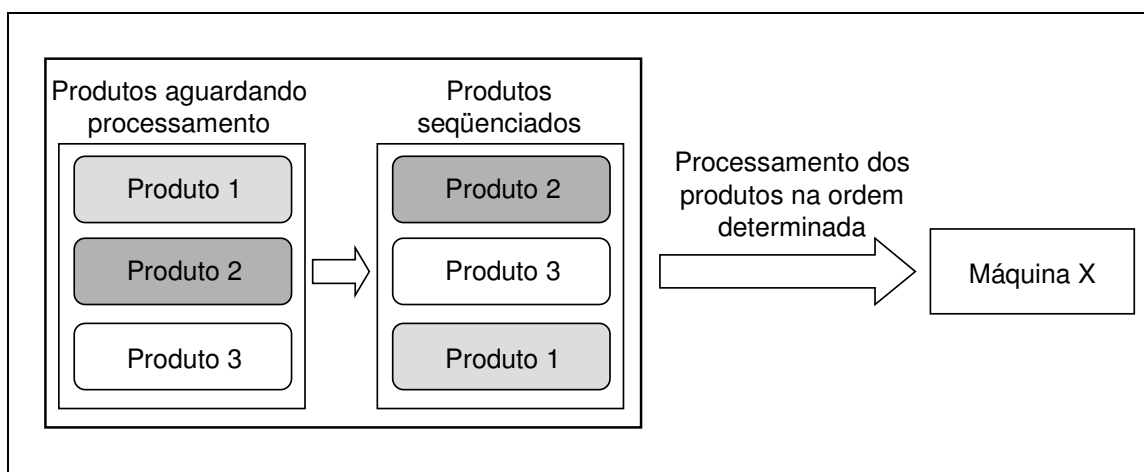 Produtos aguardando
processamento
Produto 1
Produto 2
Produto 3
Produtos
seqüenciados
Produto 2
Produto 3
Produto 1
Processamento dos
produtos na ordem
determinada
Máquina X